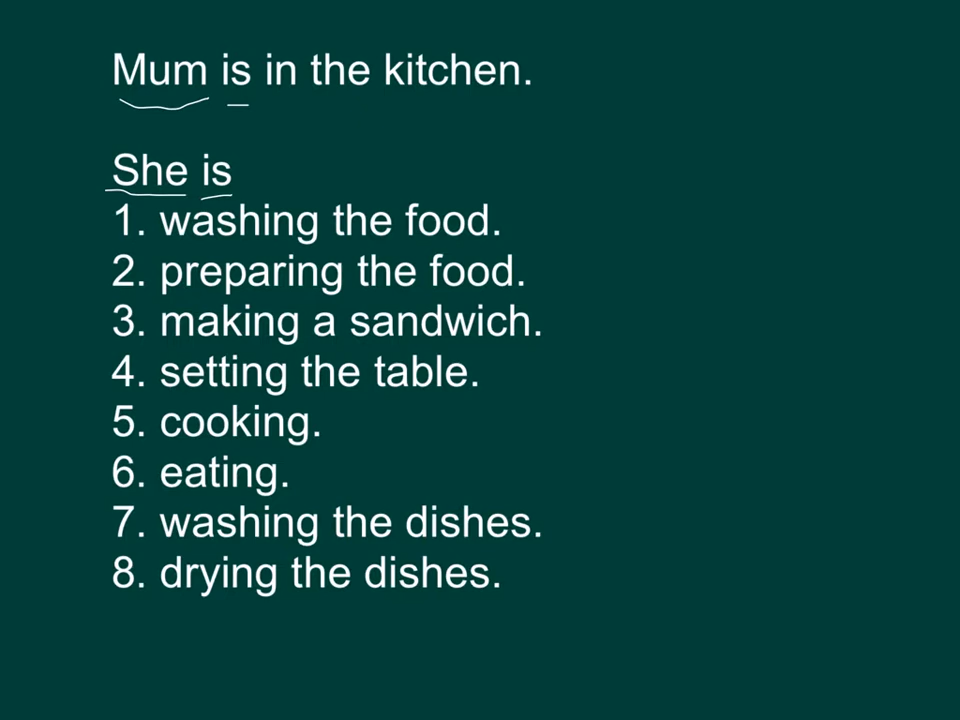 Mum is in the kitchen.
She is
1. washing the food.
2. preparing the food.
3. making a sandwich.
4. setting the table.
5. cooking.
6. eating.
7. washing the dishes.
8. drying the dishes.